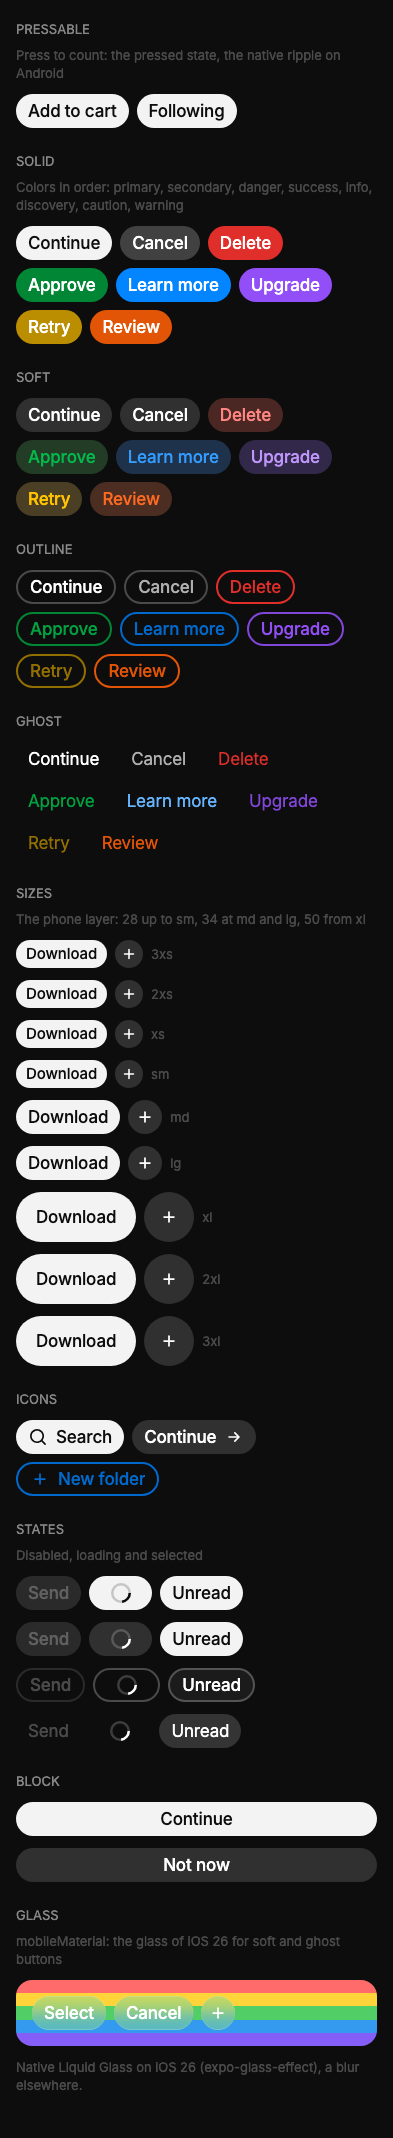 PRESSABLE
Press to count: the pressed state, the native ripple on
Android
Add to cart Following
SOLID
Colors in order: primary, secondary, danger, success, info,
discovery, caution, warning
Continue Cancel Delete
Approve Learn more Upgrade
Retry Review
SOFT
Continue Cancel Delete
Approve Learn more Upgrade
Retry Review
OUTLINE
Continue Cancel Delete
Approve Learn more Upgrade
Retry Review
GHOST
Continue Cancel Delete
Approve Learn more Upgrade
Retry Review
SIZES
The phone layer: 28 up to sm, 34 at md and lg, 50 from xl
Download + 3xs
Download + 2xs
Download + xs
Download + sm
Download + md
Download + lg
Download + xl
Download + 2xl
Download + 3xl
ICONS
Search Continue →
+ New folder
STATES
Disabled, loading and selected
Send Unread
Send Unread
Send Unread
Send Unread
BLOCK
Continue
Not now
GLASS
mobileMaterial: the glass of iOS 26 for soft and ghost
buttons
Select Cancel +
Native Liquid Glass on iOS 26 (expo-glass-effect), a blur
elsewhere.